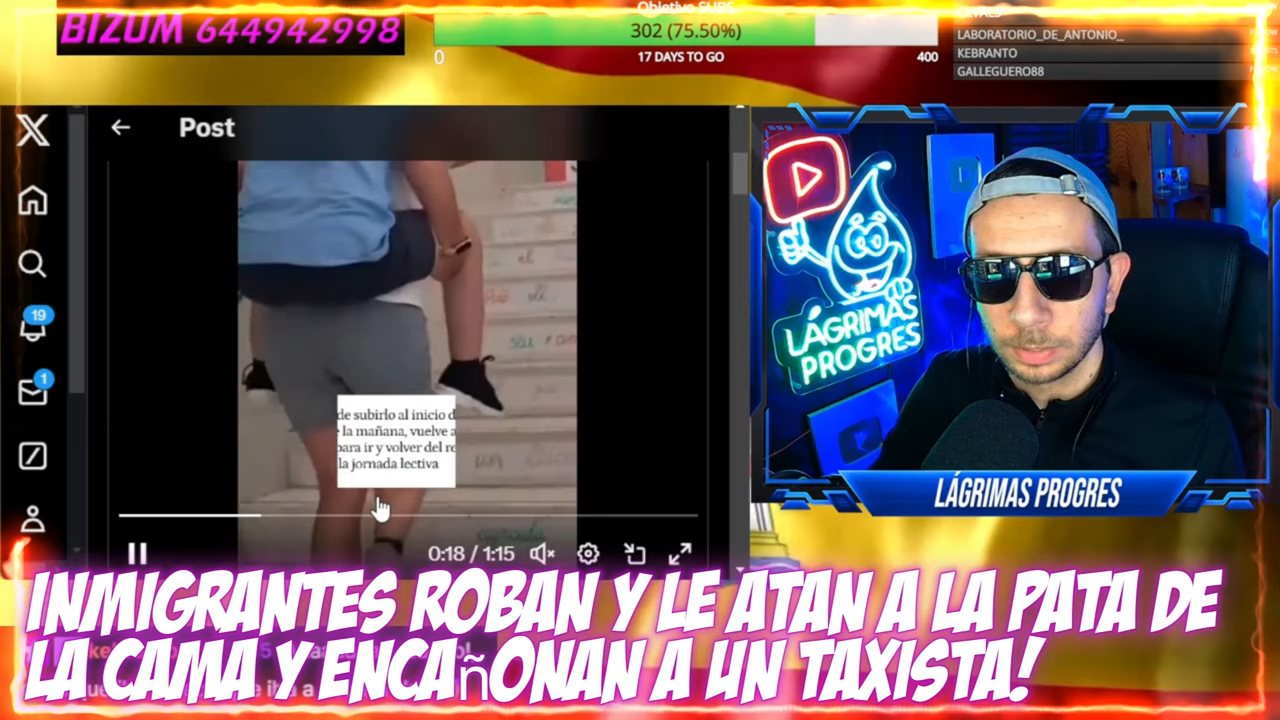 BIZUM 644942998
Objetivo SUBS
302 (75.50%)
0
17 DAYS TO GO
400
LABORATORIO_DE_ANTONIO_
KEBRANTO
GALLEGUERO88
X
Post
19
1
de subirlo al inicio d
la mañana, vuelve a
para ir y volver del re
la jornada lectiva
0:18 / 1:15
LÁGRIMAS
PROGRES
LÁGRIMAS PROGRES
INMIGRANTES ROBAN Y LE ATAN A LA PATA DE
LA CAMA Y ENCAñONAN A UN TAXISTA!